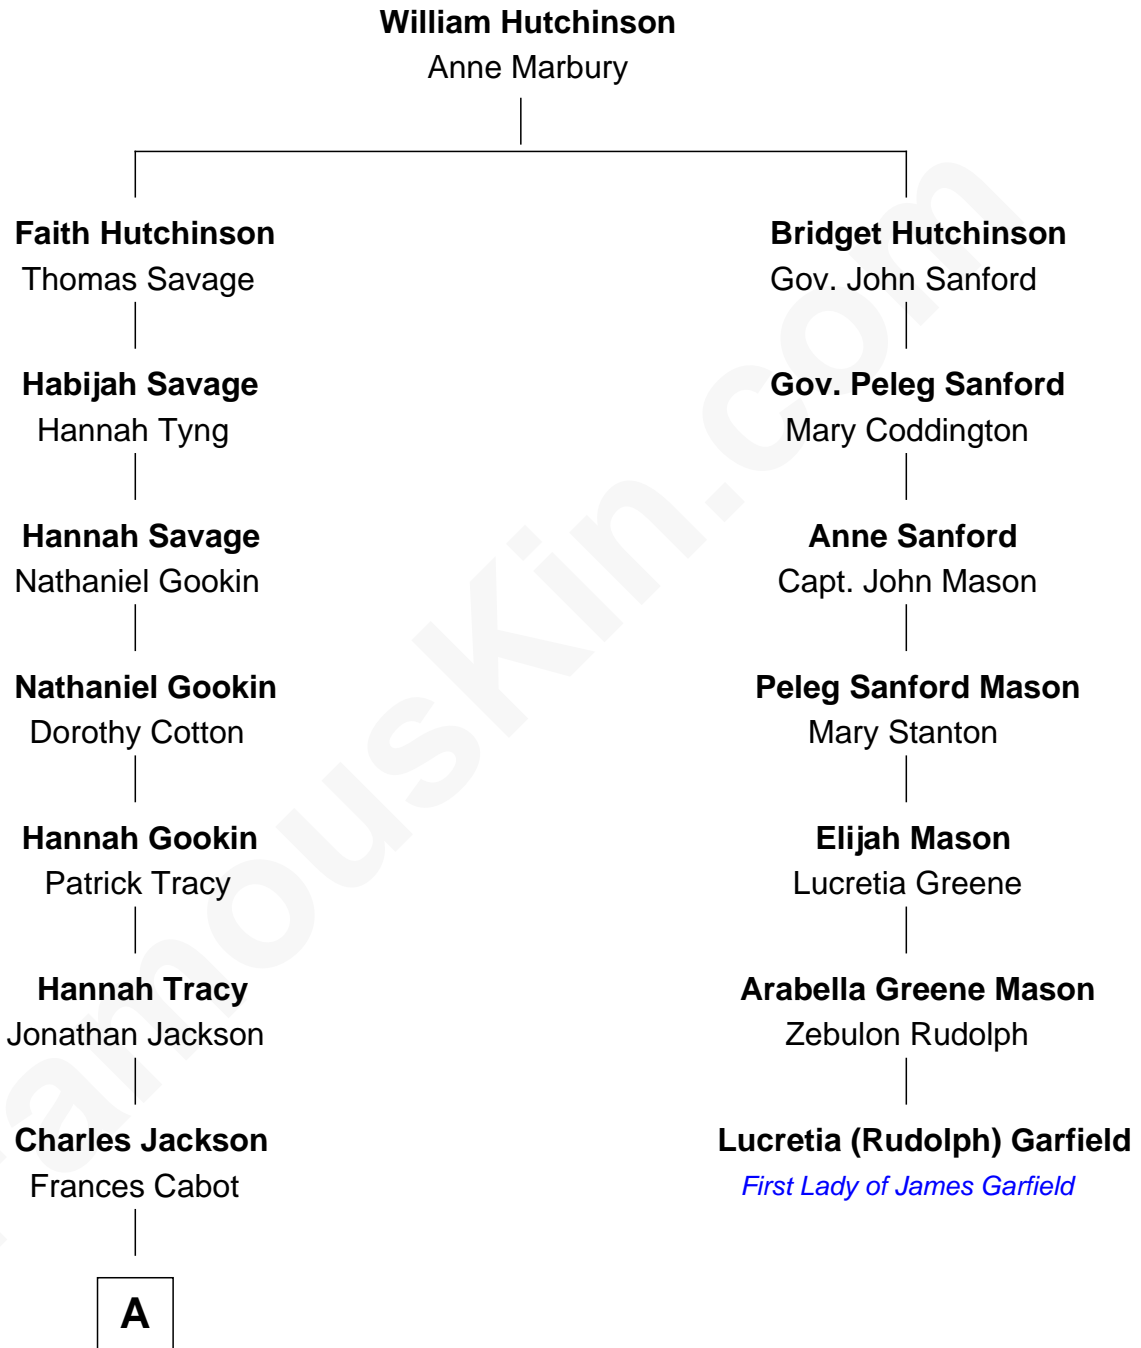 William Hutchinson
Anne Marbury
Faith Hutchinson
Thomas Savage
Bridget Hutchinson
Gov. John Sanford
Habijah Savage
Hannah Tyng
Gov. Peleg Sanford
Mary Coddington
Hannah Savage
Nathaniel Gookin
Anne Sanford
Capt. John Mason
Nathaniel Gookin
Dorothy Cotton
Peleg Sanford Mason
Mary Stanton
Hannah Gookin
Patrick Tracy
Elijah Mason
Lucretia Greene
Hannah Tracy
Jonathan Jackson
Arabella Greene Mason
Zebulon Rudolph
Charles Jackson
Frances Cabot
Lucretia (Rudolph) Garfield
First Lady of James Garfield
A
FamousKin.com